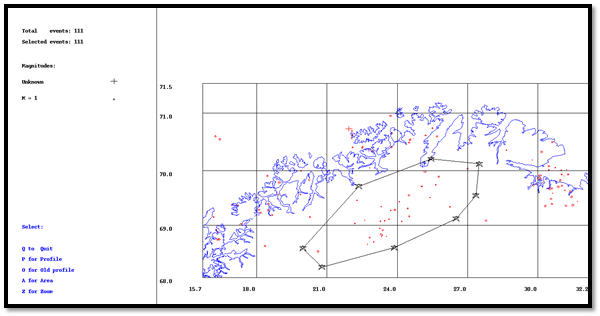 Total events: 111
Selected events: 111
Magnitudes:
Unknown
M = 1
Select:
Q to Quit
P for Profile
O for Old profile
A for Area
Z for Zoom
71.5
71.0
70.0
69.0
68.0
15.7 18.0 21.0 24.0 27.0 30.0 32.2